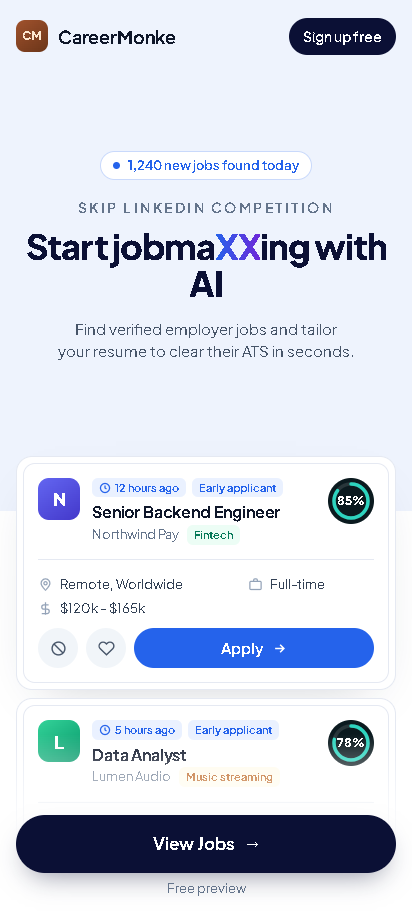 CM CareerMonke Sign up free
1,240 new jobs found today
SKIP LINKEDIN COMPETITION
Start jobmaXXing with
AI
Find verified employer jobs and tailor
your resume to clear their ATS in seconds.
N
12 hours ago Early applicant
85%
Senior Backend Engineer
Northwind Pay Fintech
Remote, Worldwide Full-time
$120k - $165k
Apply →
L
5 hours ago Early applicant
78%
Data Analyst
Lumen Audio Music streaming
View Jobs →
Free preview